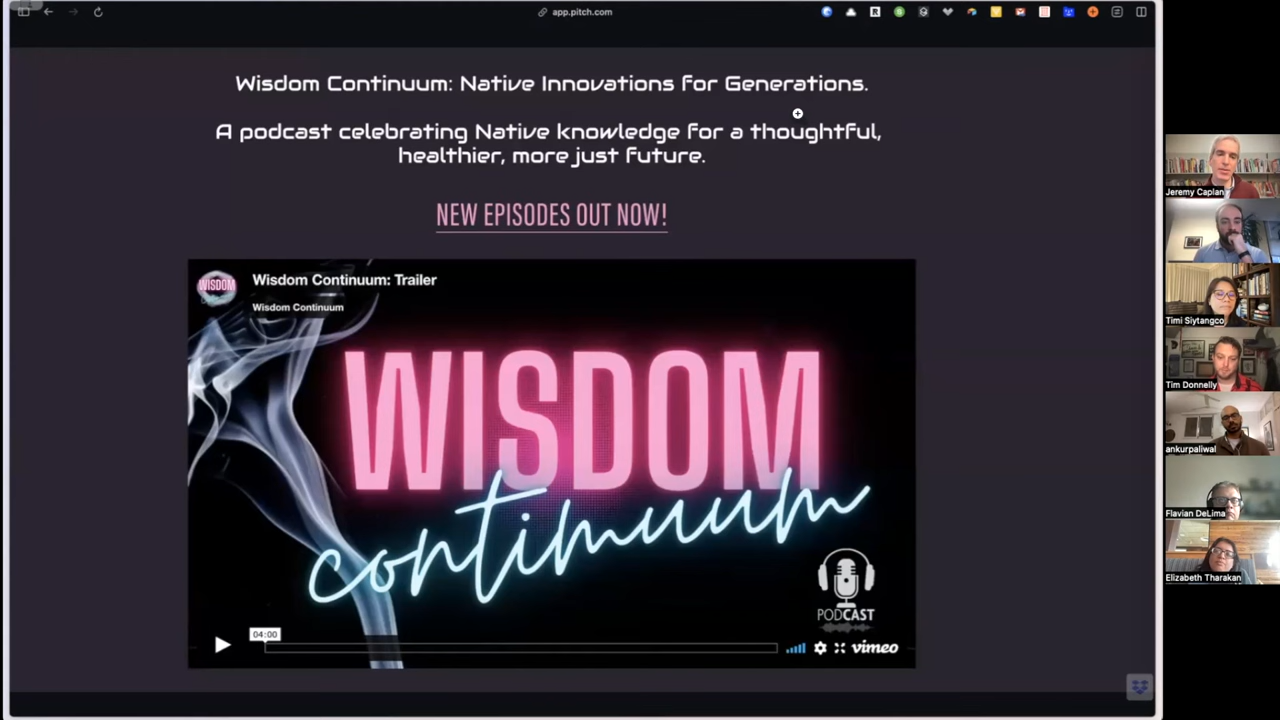 app.pitch.com
Wisdom Continuum: Native Innovations for Generations.
A podcast celebrating Native knowledge for a thoughtful,
healthier, more just future.
NEW EPISODES OUT NOW!
WISDOM
Wisdom Continuum: Trailer
Wisdom Continuum
WISDOM
continuum
PODCAST
04:00
vimeo
Jeremy Caplan
Timi Siytangco
Tim Donnelly
ankurpaliwal
Flavian DeLima
Elizabeth Tharakan